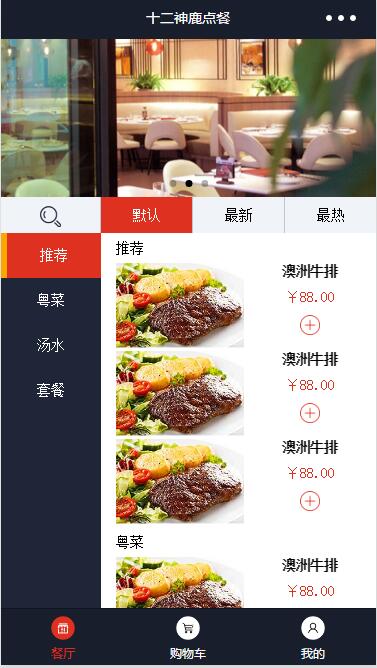 十二神鹿点餐
默认 最新 最热
推荐
粤菜
汤水
套餐
推荐
澳洲牛排
￥88.00
澳洲牛排
￥88.00
澳洲牛排
￥88.00
粤菜
澳洲牛排
￥88.00
餐厅 购物车 我的